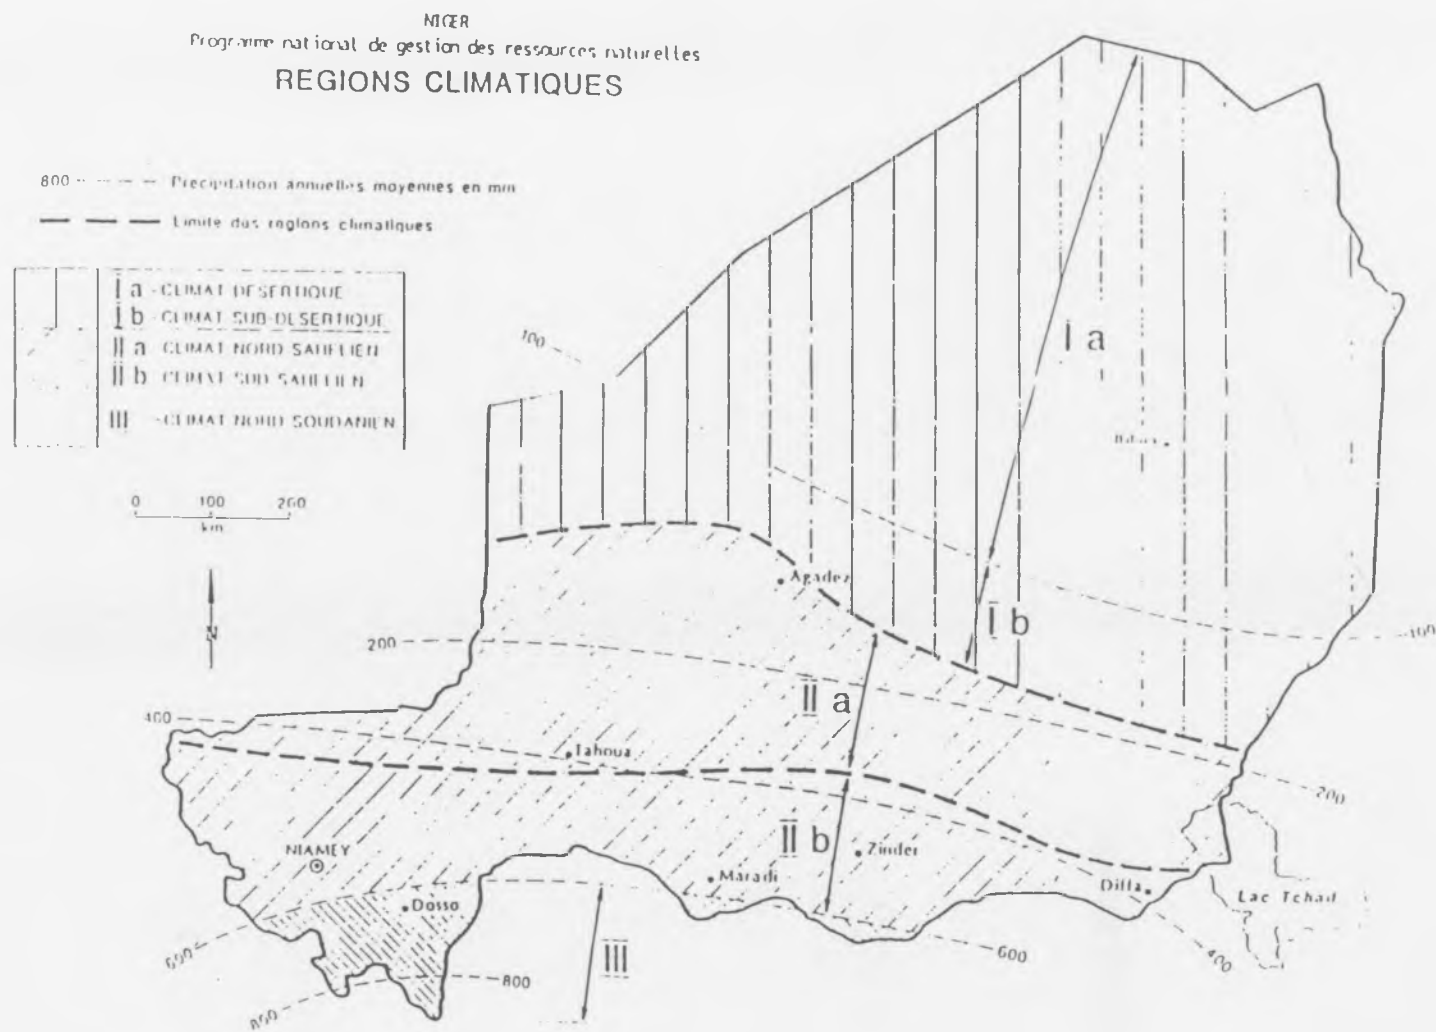 NIGER
Programme national de gestion des ressources naturelles
REGIONS CLIMATIQUES
800 Précipitation annuelles moyennes en mm
Limite des régions climatiques
I a - CLIMAT DESERTIQUE
I b - CLIMAT SUB-DESERTIQUE
II a CLIMAT NORD SAHELIEN
II b CLIMAT SUD SAHELIEN
III - CLIMAT NORD SOUDANIEN
0 100 200
km
N
100
I a
Agadez
I b
100
200
II a
400
Tahoua
200
II b
NIAMEY
Zinder
Maradi
Diffa
Lac Tchad
Dosso
600
III
600
400
800
800